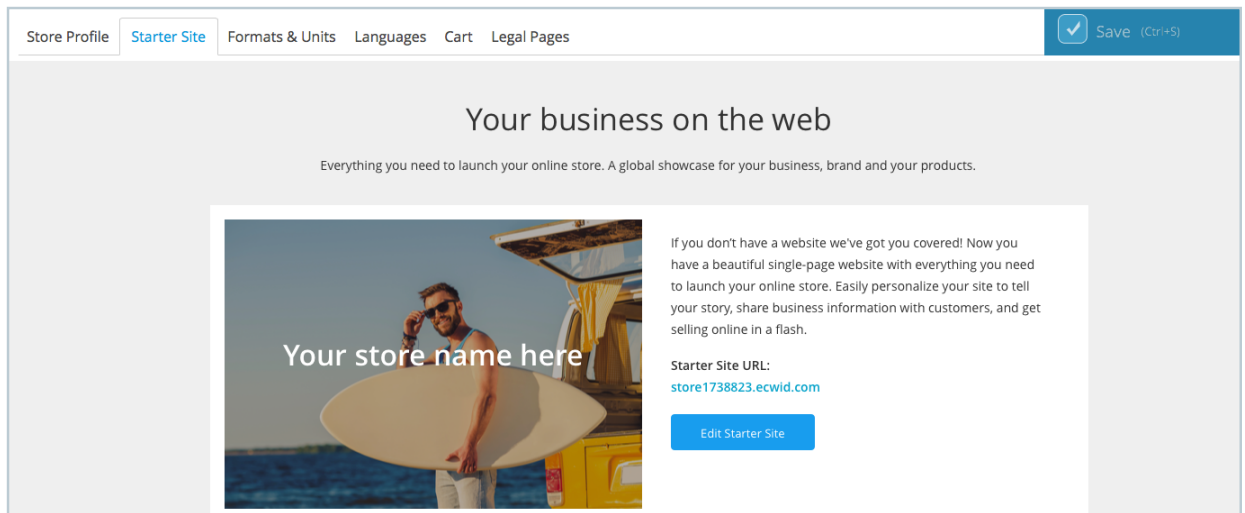 Store Profile Starter Site Formats & Units Languages Cart Legal Pages Save (Ctrl+S)
Your business on the web
Everything you need to launch your online store. A global showcase for your business, brand and your products.
Your store name here
If you don't have a website we've got you covered! Now you
have a beautiful single-page website with everything you need
to launch your online store. Easily personalize your site to tell
your story, share business information with customers, and get
selling online in a flash.
Starter Site URL:
store1738823.ecwid.com
Edit Starter Site